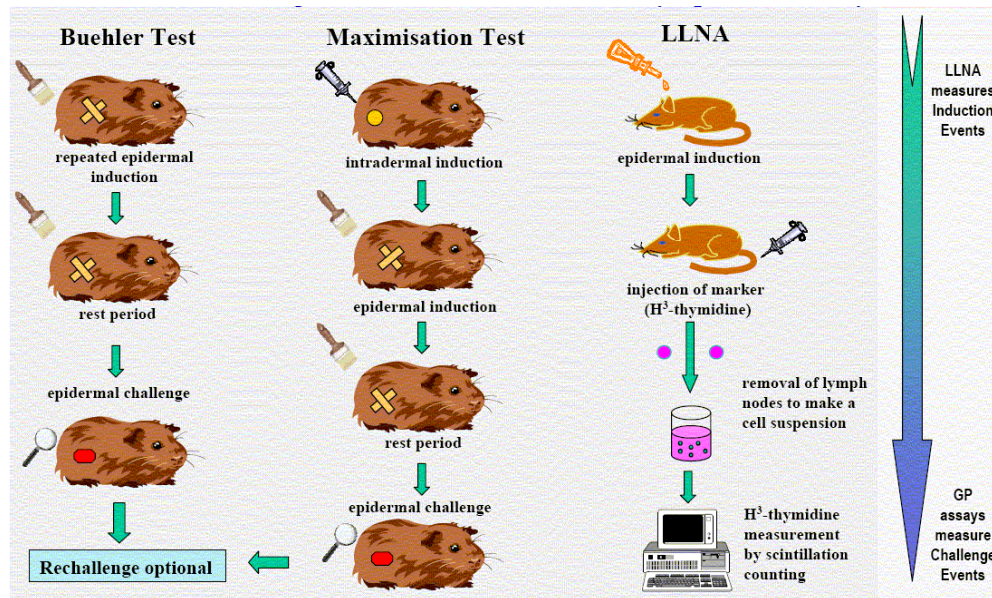 Buehler Test
repeated epidermal
induction
rest period
epidermal challenge
Rechallenge optional
Maximisation Test
intradermal induction
epidermal induction
rest period
epidermal challenge
LLNA
epidermal induction
injection of marker
(H³-thymidine)
removal of lymph
nodes to make a
cell suspension
H³-thymidine
measurement
by scintillation
counting
LLNA
measures
Induction
Events
GP
assays
measure
Challenge
Events